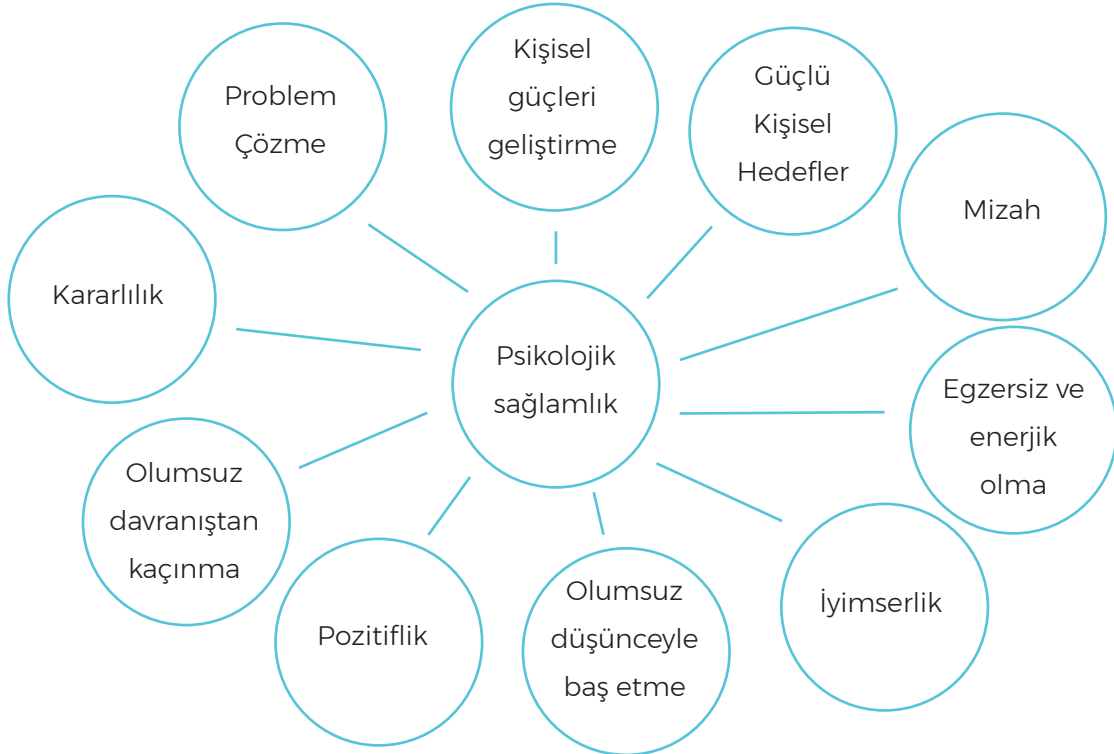 Kişisel
güçleri
geliştirme
Güçlü
Kişisel
Hedefler
Problem
Çözme
Mizah
Kararlılık
Psikolojik
sağlamlık
Egzersiz ve
enerjik
olma
Olumsuz
davranıştan
kaçınma
Pozitiflik
Olumsuz
düşünceyle
baş etme
İyimserlik